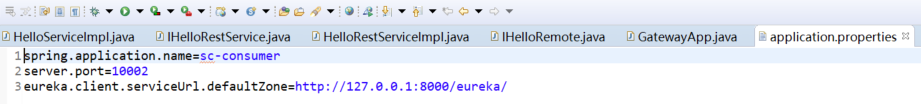 HelloServiceImpl.java IHelloRestService.java HelloRestServiceImpl.java IHelloRemote.java GatewayApp.java application.properties
1 spring.application.name=sc-consumer
2 server.port=10002
3 eureka.client.serviceUrl.defaultZone=http://127.0.0.1:8000/eureka/